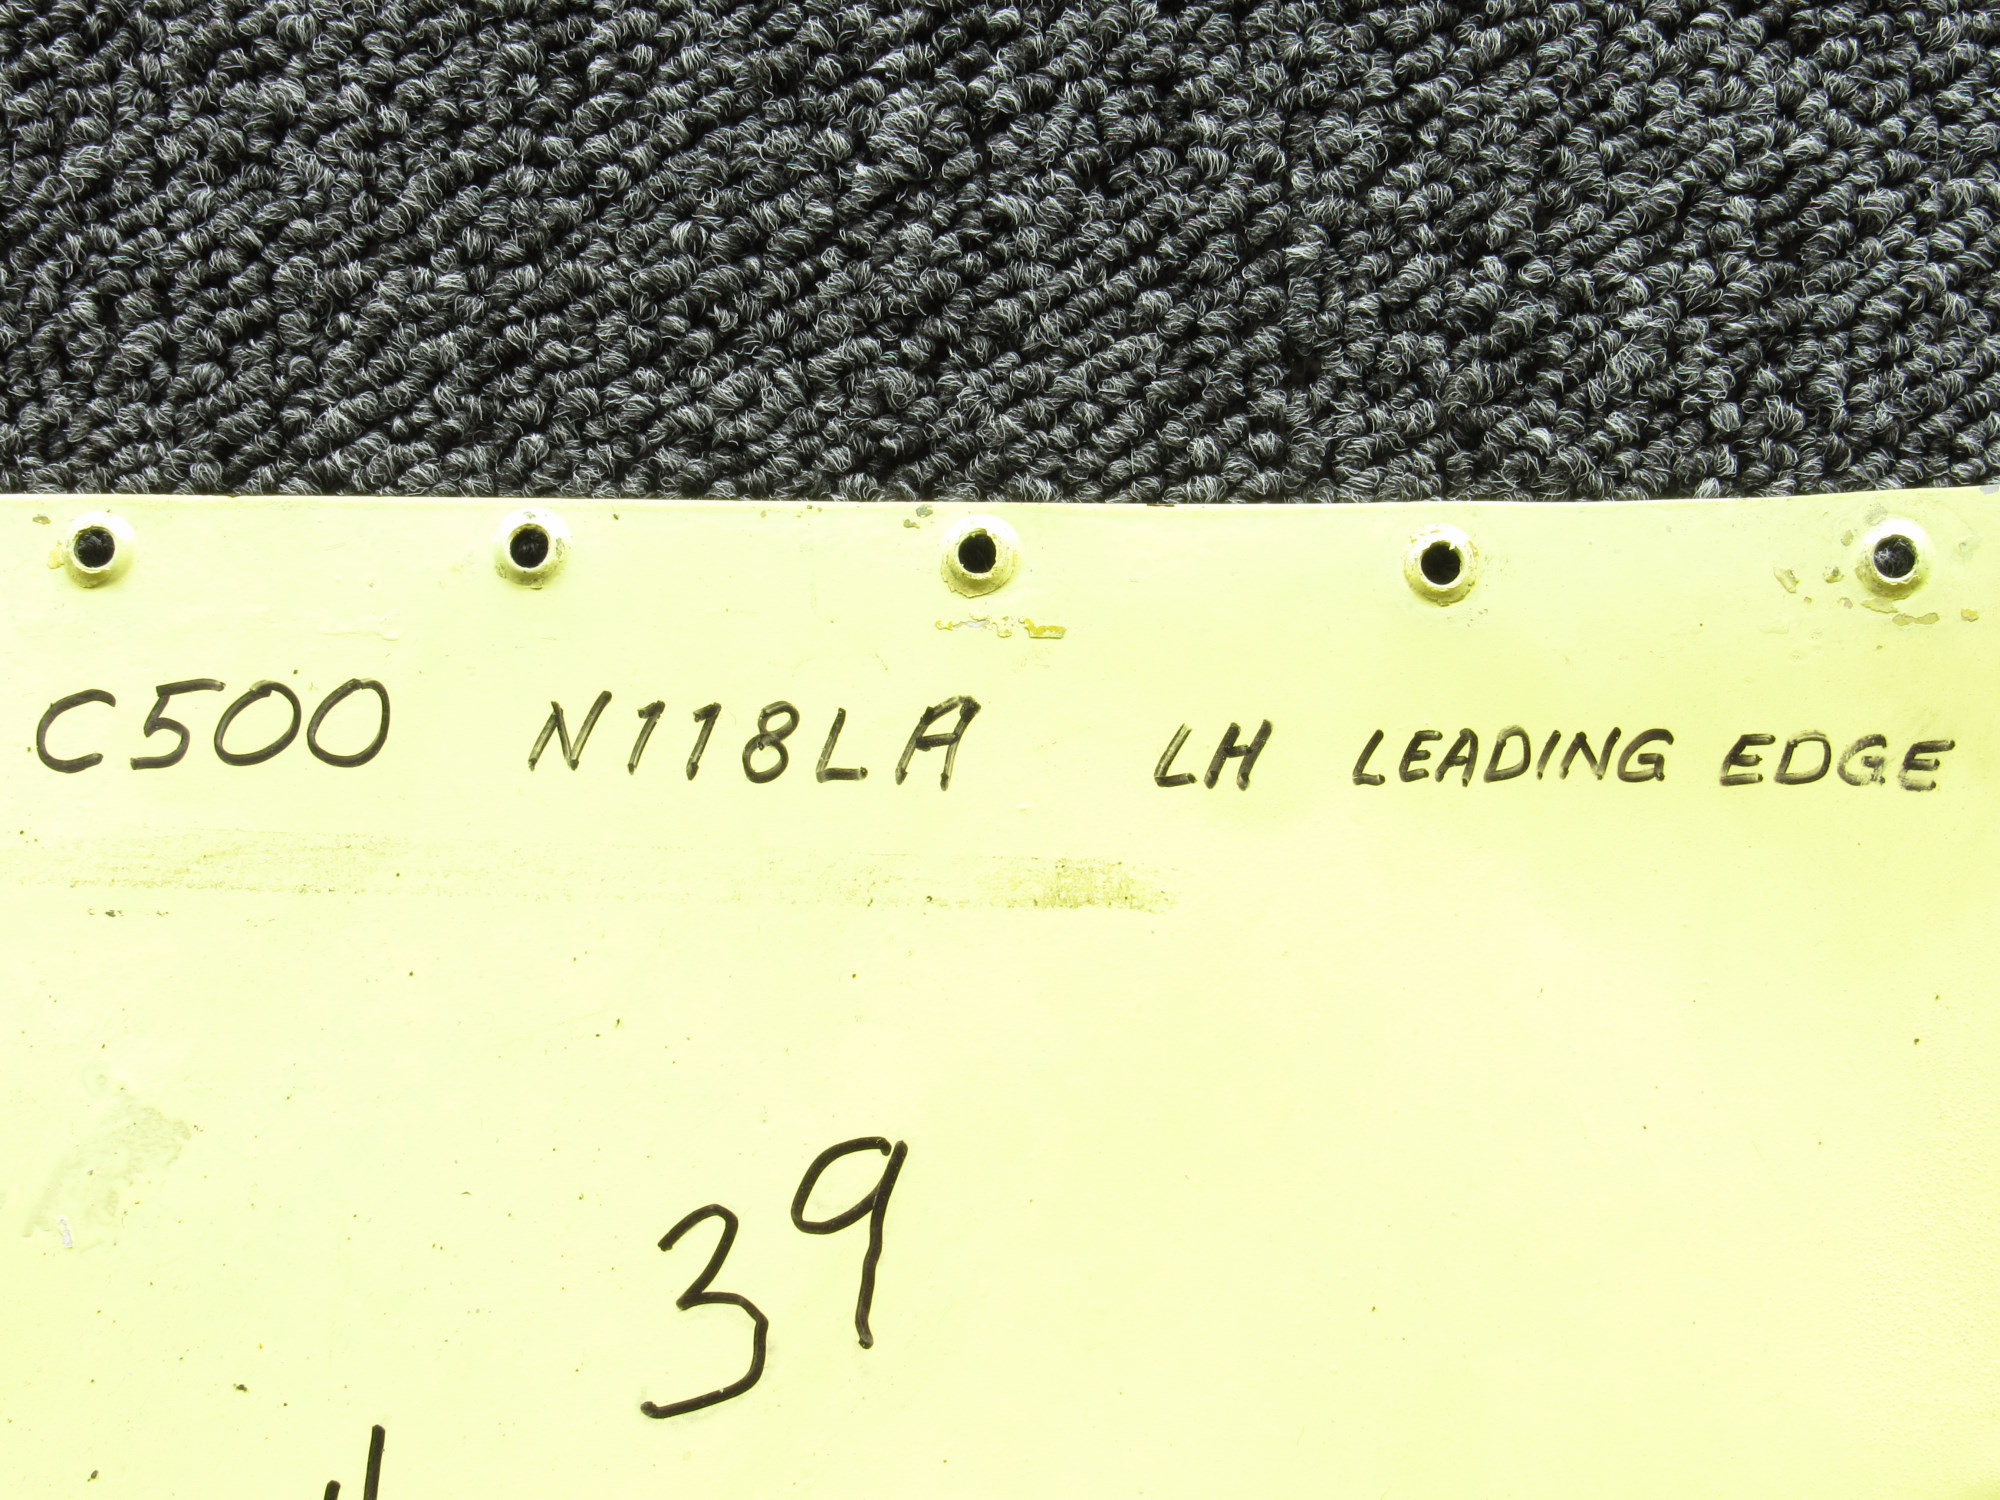 C500 N118LA LH LEADING EDGE
39